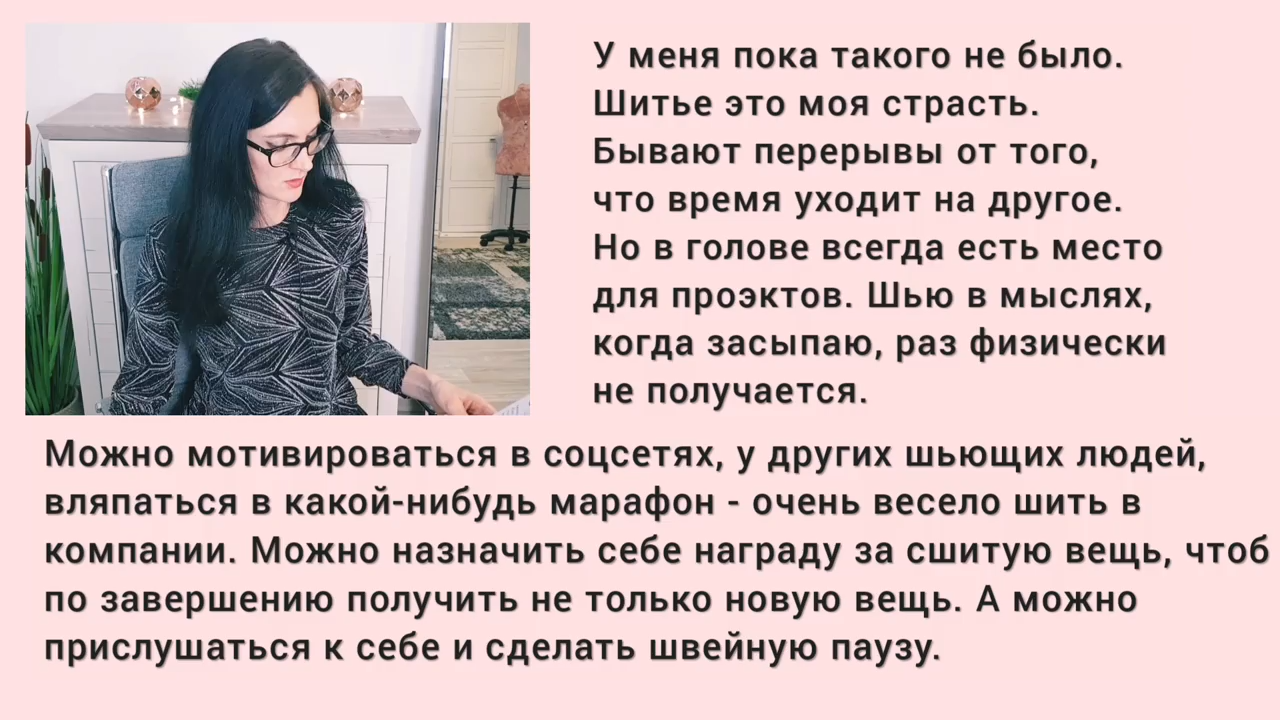 У меня пока такого не было.
Шитье это моя страсть.
Бывают перерывы от того,
что время уходит на другое.
Но в голове всегда есть место
для проэктов. Шью в мыслях,
когда засыпаю, раз физически
не получается.
Можно мотивироваться в соцсетях, у других шьющих людей,
вляпаться в какой-нибудь марафон - очень весело шить в
компании. Можно назначить себе награду за сшитую вещь, чтоб
по завершению получить не только новую вещь. А можно
прислушаться к себе и сделать швейную паузу.